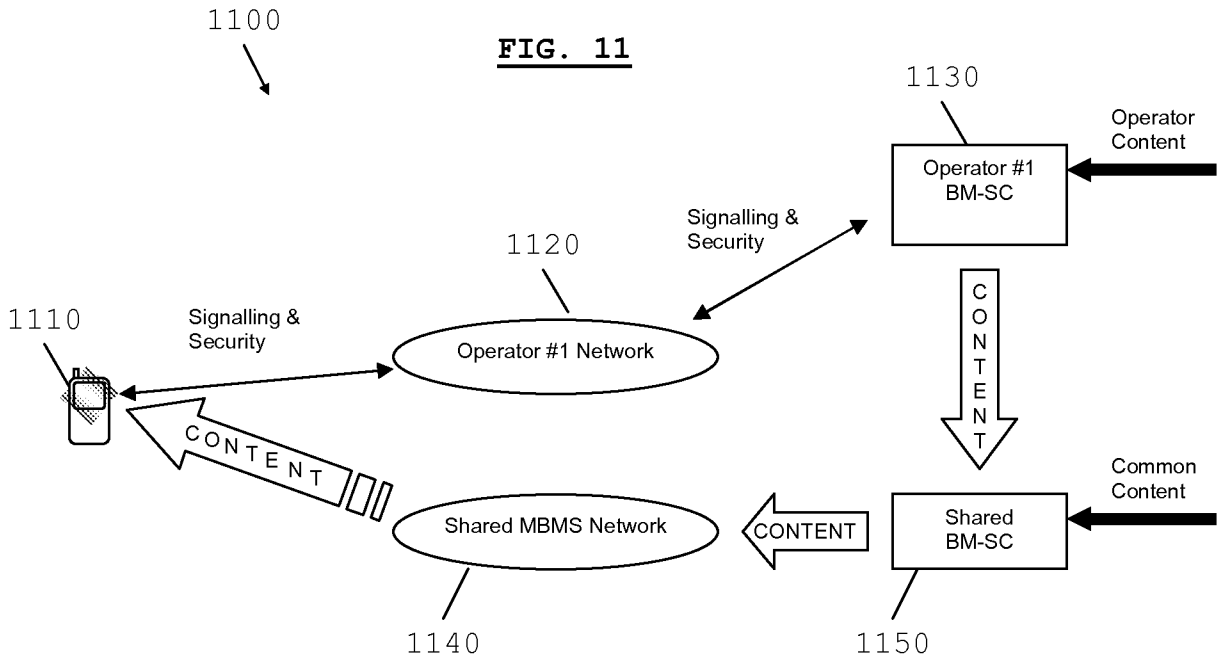 1100
FIG. 11
1130
Operator
Content
Operator #1
BM-SC
Signalling &
Security
1120
1110
Signalling &
Security
Operator #1 Network
CONTENT
CONTENT
Common
Content
Shared MBMS Network
CONTENT
Shared
BM-SC
1140
1150